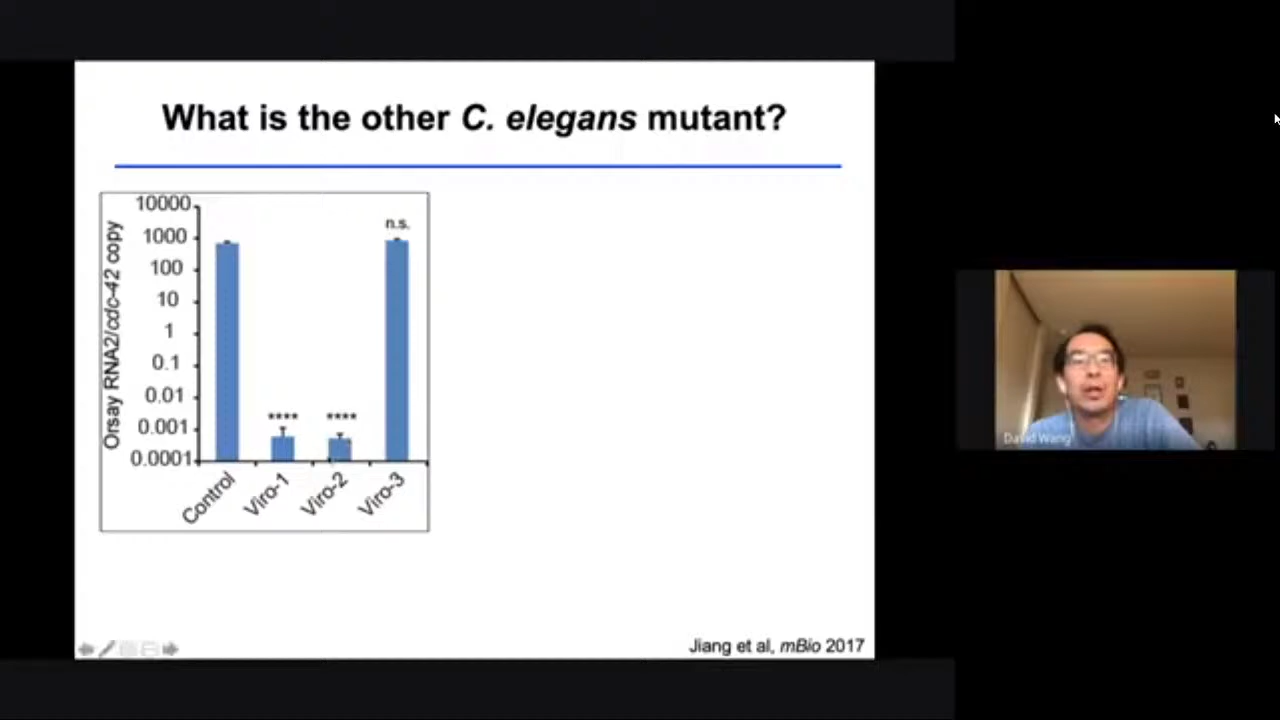 What is the other C. elegans mutant?
Orsay RNA2/cdc-42 copy
10000
1000
100
10
1
0.1
0.01
0.001
0.0001
n.s.
****
****
Control
Viro-1
Viro-2
Viro-3
Jiang et al, mBio 2017
David Wang